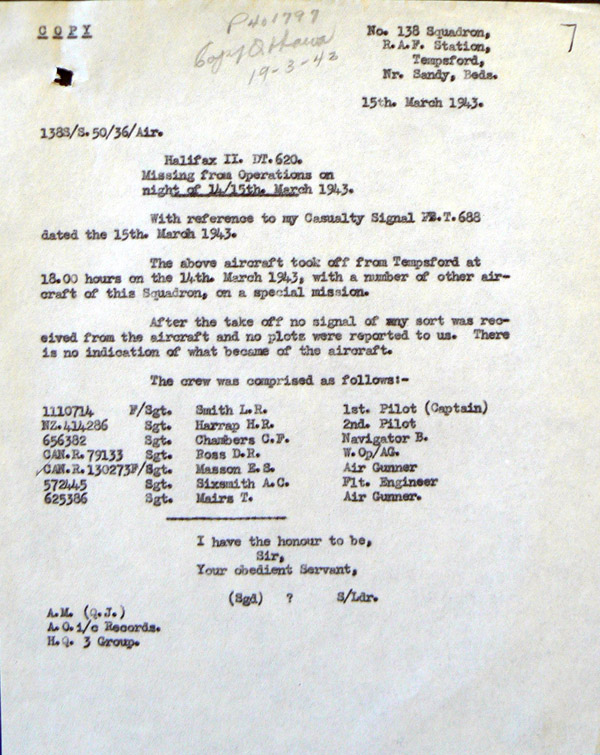 COPY
P401797
Copy Ottawa
19-3-43
7
No. 138 Squadron,
R.A.F. Station,
Tempsford,
Nr. Sandy, Beds.
15th. March 1943.
138S/S.50/36/Air.
Halifax II. DT.620.
Missing from Operations on
night of 14/15th. March 1943.
With reference to my Casualty Signal T.688
dated the 15th. March 1943.
The above aircraft took off from Tempsford at
18.00 hours on the 14th. March 1943, with a number of other air-
craft of this Squadron, on a special mission.
After the take off no signal of any sort was rec-
eived from the aircraft and no plots were reported to us. There
is no indication of what became of the aircraft.
The crew was comprised as follows:-
1110714 F/Sgt. Smith L.R. 1st. Pilot (Captain)
NZ.414286 Sgt. Harrap H.R. 2nd. Pilot
656382 Sgt. Chambers C.F. Navigator B.
CAN.R.79133 Sgt. Ross D.R. W.Op/AG.
CAN.R.130273F/Sgt. Masson E.S. Air Gunner
572445 Sgt. Sixsmith A.C. Flt. Engineer
625386 Sgt. Mairs T. Air Gunner.
I have the honour to be,
Sir,
Your obedient Servant,
(Sgd) ? S/Ldr.
A.M. (Q.J.)
A.O.i/c Records.
H.Q. 3 Group.